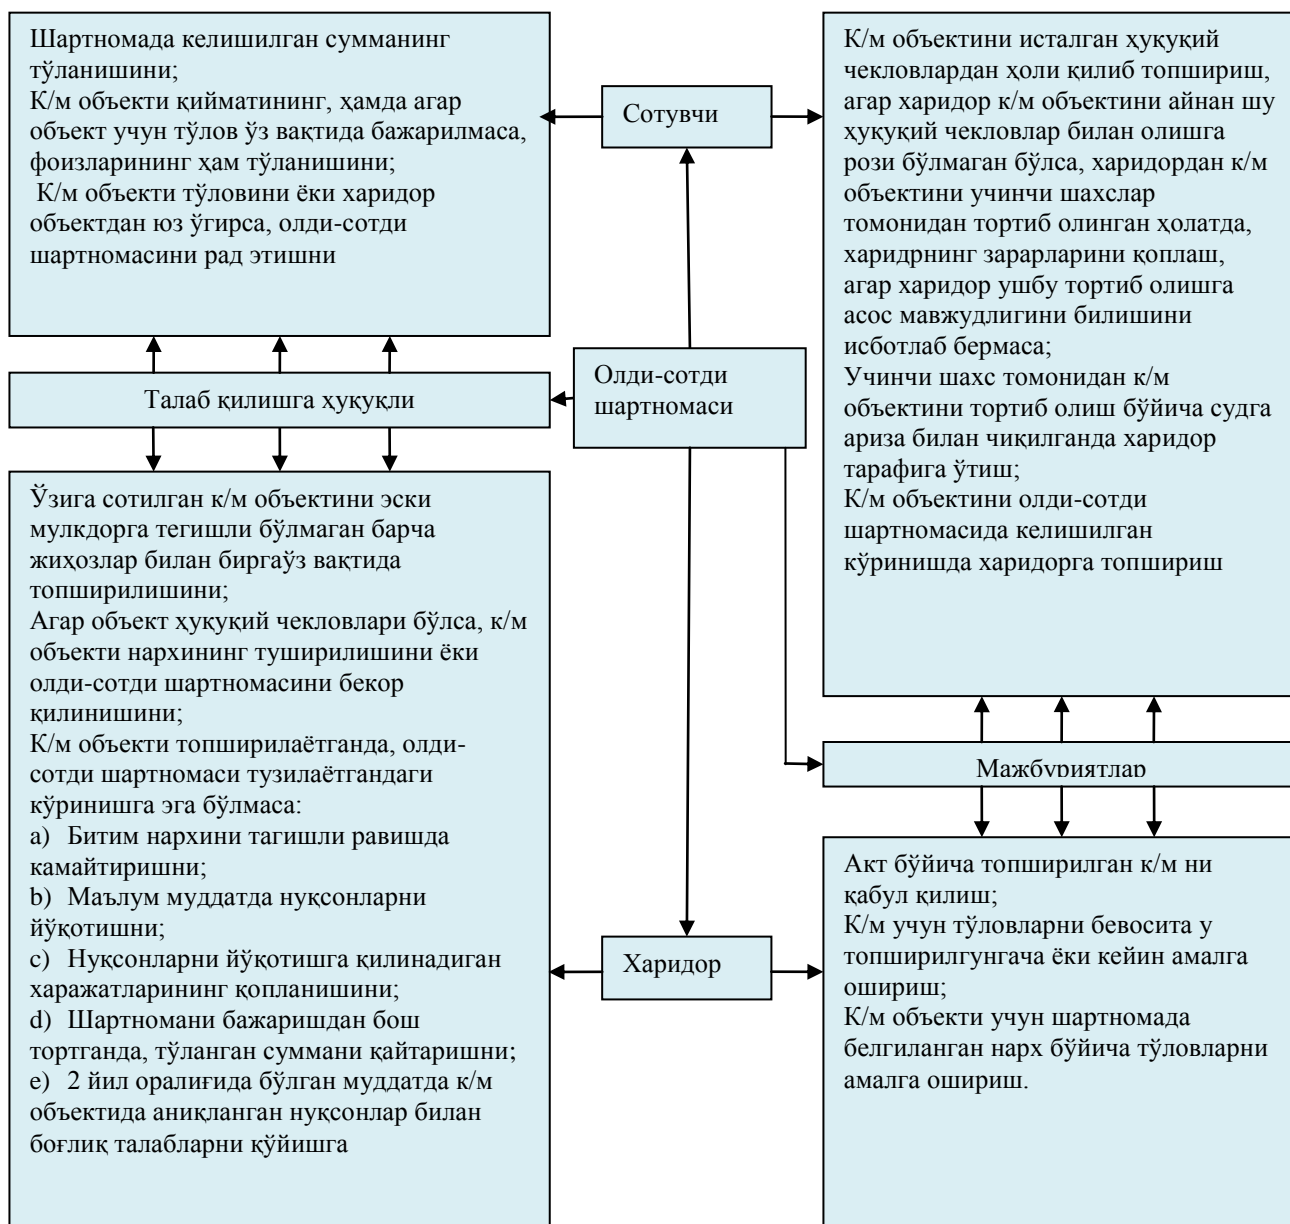 Шартномада келишилган сумманинг
тўланишини;
К/м объекти қийматининг, ҳамда агар
объект учун тўлов ўз вақтида бажарилмаса,
фоизларининг ҳам тўланишини;
К/м объекти тўловини ёки харидор
объектдан юз ўгирса, олди-сотди
шартномасини рад этишни
Сотувчи
К/м объектини исталган ҳуқуқий
чекловлардан ҳоли қилиб топшириш,
агар харидор к/м объектини айнан шу
ҳуқуқий чекловлар билан олишга
рози бўлмаган бўлса, харидордан к/м
объектини учинчи шахслар
томонидан тортиб олинган ҳолатда,
харидрнинг зарарларини қоплаш,
агар харидор ушбу тортиб олишга
асос мавжудлигини билишини
исботлаб бермаса;
Учинчи шахс томонидан к/м
объектини тортиб олиш бўйича судга
ариза билан чиқилганда харидор
тарафига ўтиш;
К/м объектини олди-сотди
шартномасида келишилган
кўринишда харидорга топшириш
Талаб қилишга ҳуқуқли
Олди-сотди
шартномаси
Ўзига сотилган к/м объектини эски
мулкдорга тегишли бўлмаган барча
жиҳозлар билан биргаўз вақтида
топширилишини;
Агар объект ҳуқуқий чекловлари бўлса, к/м
объекти нархининг туширилишини ёки
олди-сотди шартномасини бекор
қилинишини;
К/м объекти топширилаётганда, олди-
сотди шартномаси тузилаётгандаги
кўринишга эга бўлмаса:
a) Битим нархини тагишли равишда
камайтиришни;
b) Маълум муддатда нуқсонларни
йўқотишни;
c) Нуқсонларни йўқотишга қилинадиган
харажатларининг қопланишини;
d) Шартномани бажаришдан бош
тортганда, тўланган суммани қайтаришни;
e) 2 йил оралиғида бўлган муддатда к/м
объектида аниқланган нуқсонлар билан
боғлиқ талабларни қўйишга
Мажбуриятлар
Харидор
Акт бўйича топширилган к/м ни
қабул қилиш;
К/м учун тўловларни бевосита у
топширилгунгача ёки кейин амалга
ошириш;
К/м объекти учун шартномада
белгиланган нарх бўйича тўловларни
амалга ошириш.